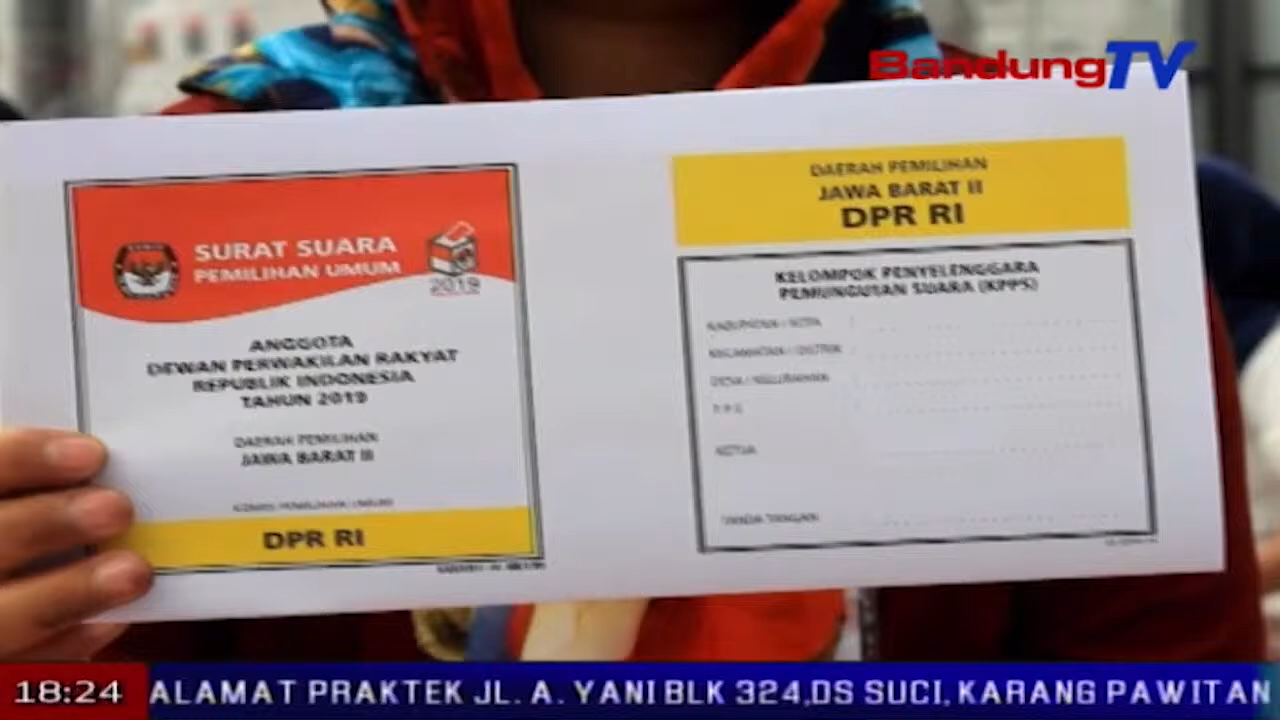 BandungTV
SURAT SUARA
PEMILIHAN UMUM
2019
ANGGOTA
DEWAN PERWAKILAN RAKYAT
REPUBLIK INDONESIA
TAHUN 2019
DAERAH PEMILIHAN
JAWA BARAT II
KOMISI PEMILIHAN UMUM
DPR RI
DAERAH PEMILIHAN
JAWA BARAT II
DPR RI
KELOMPOK PENYELENGGARA
PEMUNGUTAN SUARA (KPPS)
KABUPATEN / KOTA :
KECAMATAN / DISTRIK :
DESA / KELURAHAN :
T P S
KETUA
TANDA TANGAN
18:24 ALAMAT PRAKTEK JL. A. YANI BLK 324,DS SUCI, KARANG PAWITAN